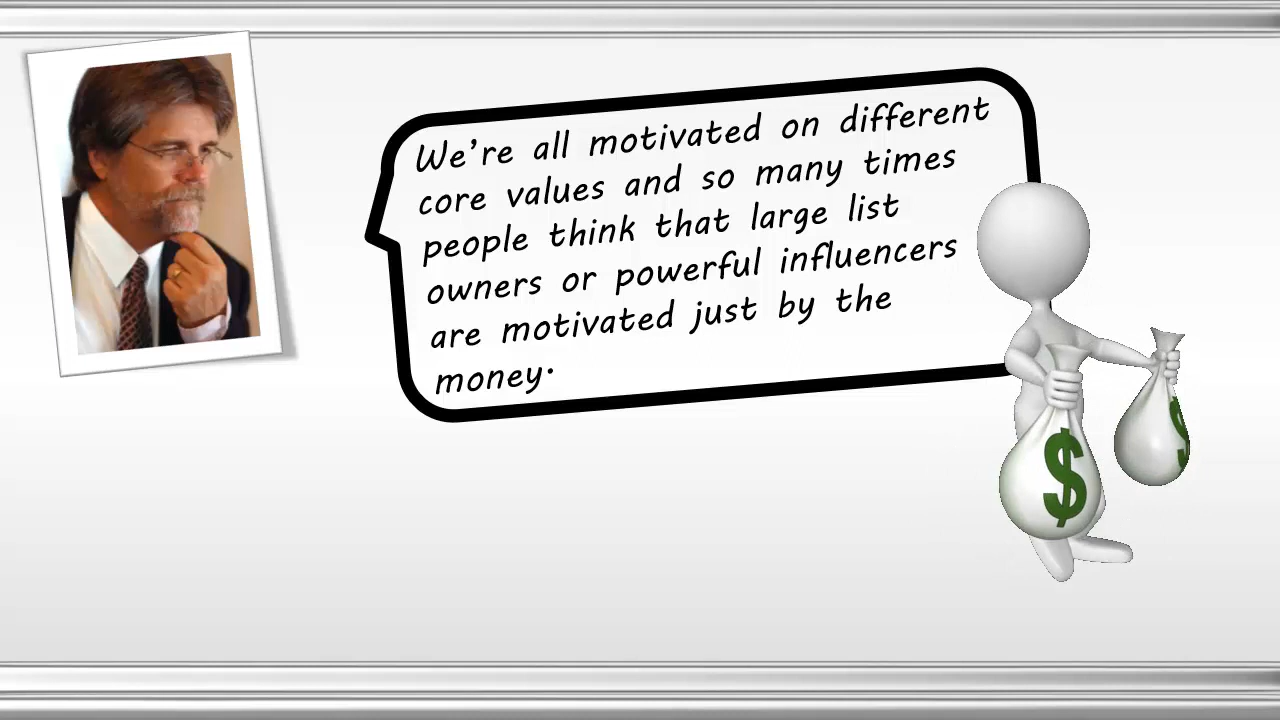 We're all motivated on different
core values and so many times
people think that large list
owners or powerful influencers
are motivated just by the
money.
$
$